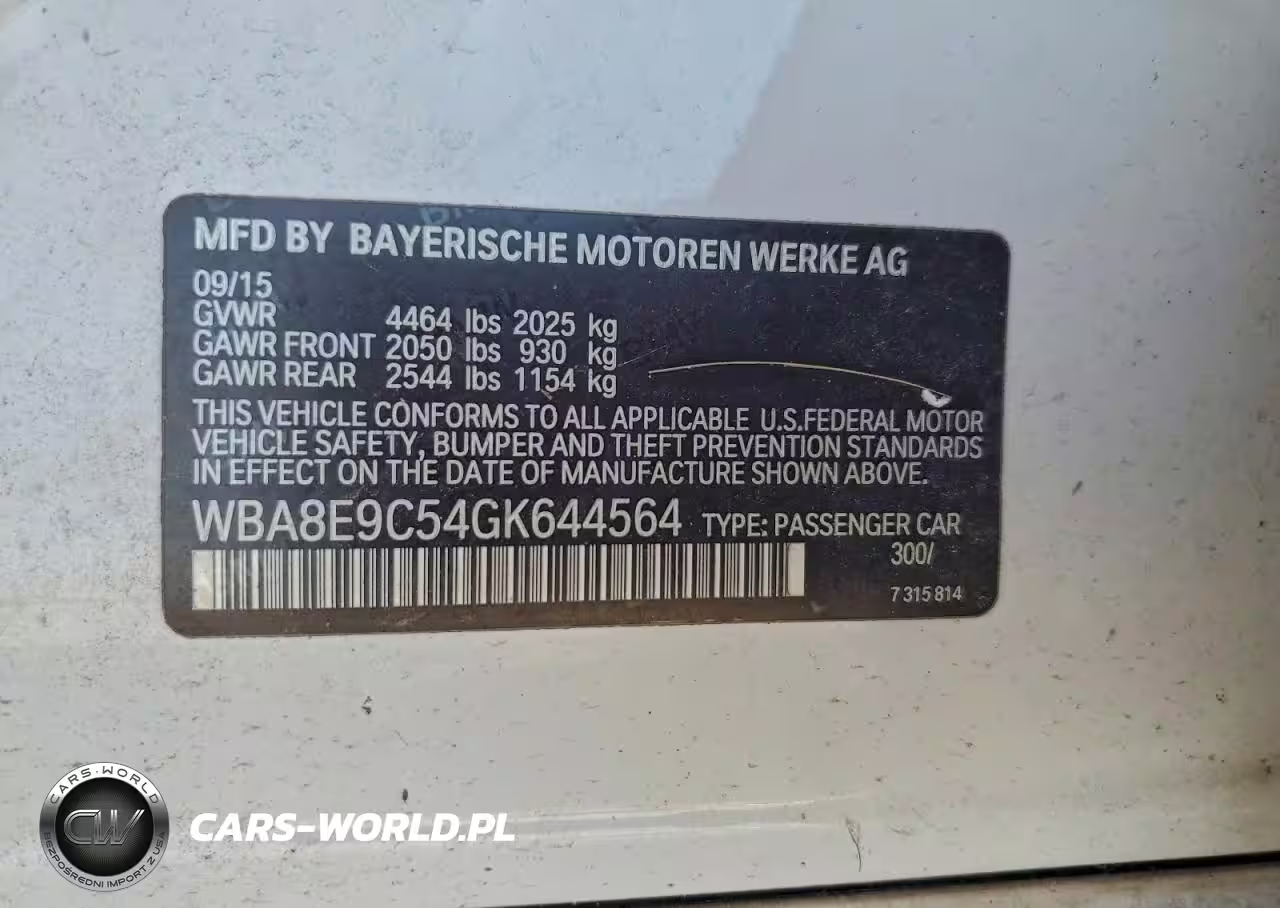 MFD BY BAYERISCHE MOTOREN WERKE AG
09/15
GVWR 4464 lbs 2025 kg
GAWR FRONT 2050 lbs 930 kg
GAWR REAR 2544 lbs 1154 kg
THIS VEHICLE CONFORMS TO ALL APPLICABLE U.S.FEDERAL MOTOR
VEHICLE SAFETY, BUMPER AND THEFT PREVENTION STANDARDS
IN EFFECT ON THE DATE OF MANUFACTURE SHOWN ABOVE.
WBA8E9C54GK644564 TYPE: PASSENGER CAR
300/
7 315 814
CARS-WORLD
CW
BEZPOŚREDNI IMPORT Z USA
CARS-WORLD.PL